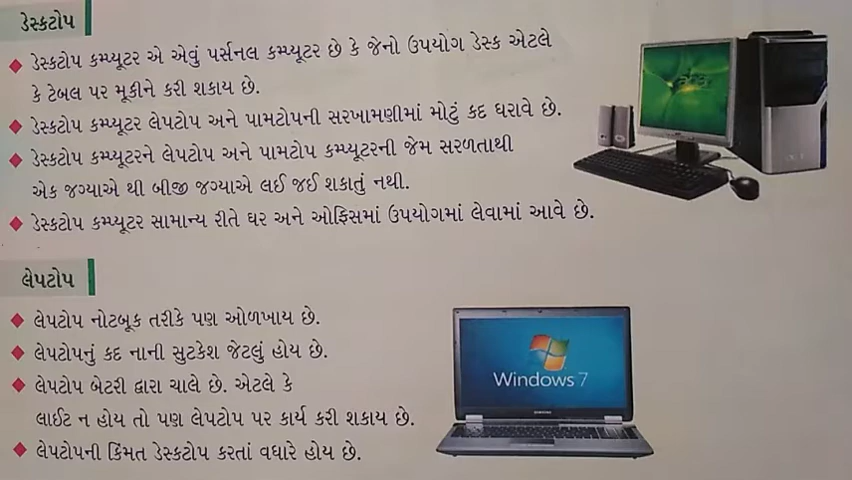 ડેસ્કટોપ
ડેસ્કટોપ કમ્પ્યૂટર એ એવું પર્સનલ કમ્પ્યૂટર છે કે જેનો ઉપયોગ ડેસ્ક એટલે
કે ટેબલ પર મૂકીને કરી શકાય છે.
ડેસ્કટોપ કમ્પ્યૂટર લેપટોપ અને પામટોપની સરખામણીમાં મોટું કદ ધરાવે છે.
ડેસ્કટોપ કમ્પ્યૂટરને લેપટોપ અને પામટોપ કમ્પ્યૂટરની જેમ સરળતાથી
એક જગ્યાએ થી બીજી જગ્યાએ લઈ જઈ શકાતું નથી.
ડેસ્કટોપ કમ્પ્યૂટર સામાન્ય રીતે ઘર અને ઓફિસમાં ઉપયોગમાં લેવામાં આવે છે.
લેપટોપ
લેપટોપ નોટબૂક તરીકે પણ ઓળખાય છે.
લેપટોપનું કદ નાની સુટકેશ જેટલું હોય છે.
લેપટોપ બેટરી દ્વારા ચાલે છે. એટલે કે
લાઈટ ન હોય તો પણ લેપટોપ પર કાર્ય કરી શકાય છે.
લેપટોપની કિંમત ડેસ્કટોપ કરતાં વધારે હોય છે.
Windows 7
SAMSUNG